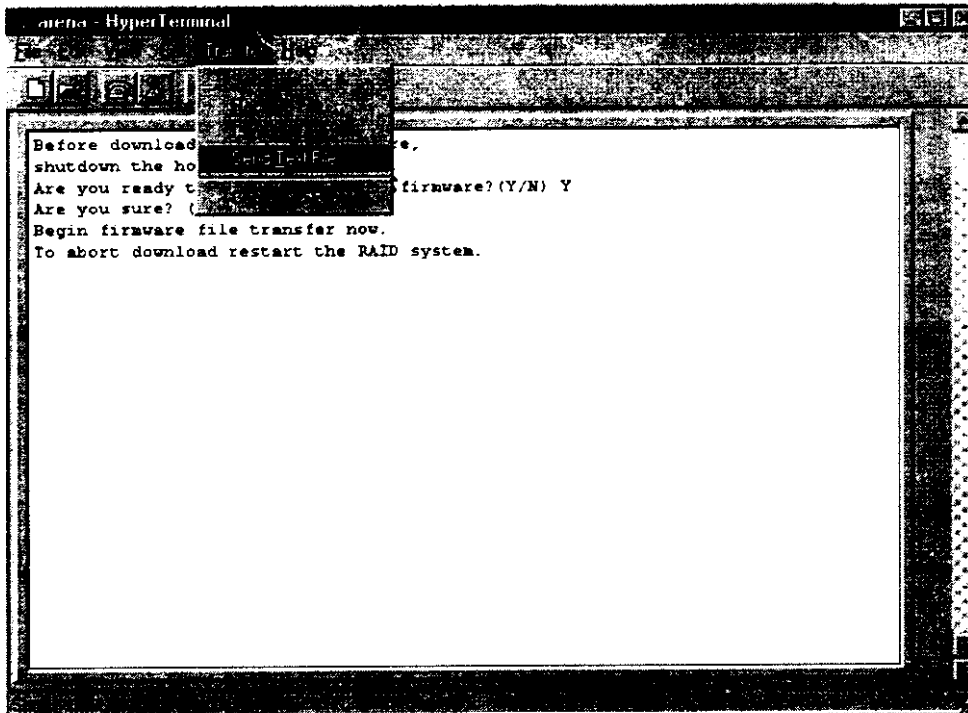 arena - HyperTerminal
Send Text File
Before download re,
shutdown the ho
Are you ready t firmware?(Y/N) Y
Are you sure? (
Begin firmware file transfer now.
To abort download restart the RAID system.